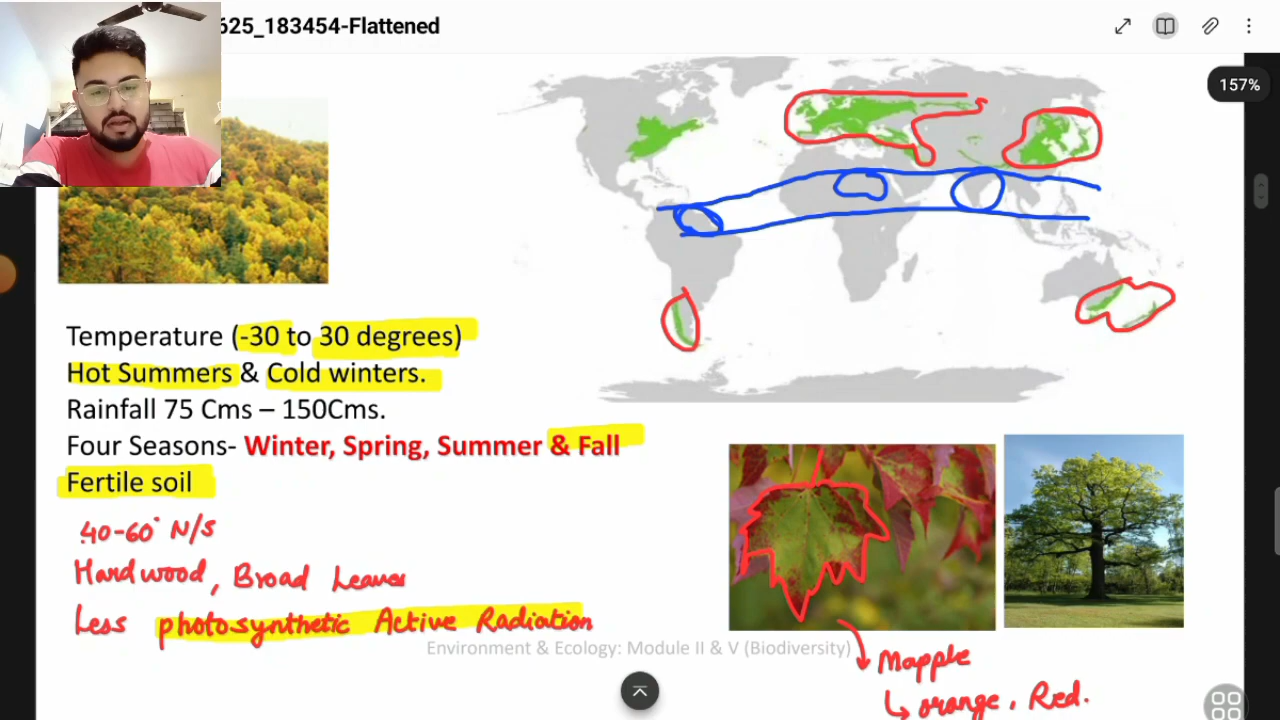 625_183454-Flattened
157%
Temperature (-30 to 30 degrees)
Hot Summers & Cold winters.
Rainfall 75 Cms – 150Cms.
Four Seasons- Winter, Spring, Summer & Fall
Fertile soil
40-60° N/S
Hardwood, Broad Leaves
Less photosynthetic Active Radiation
Environment & Ecology: Module II & V (Biodiversity)
Mapple
orange, Red.